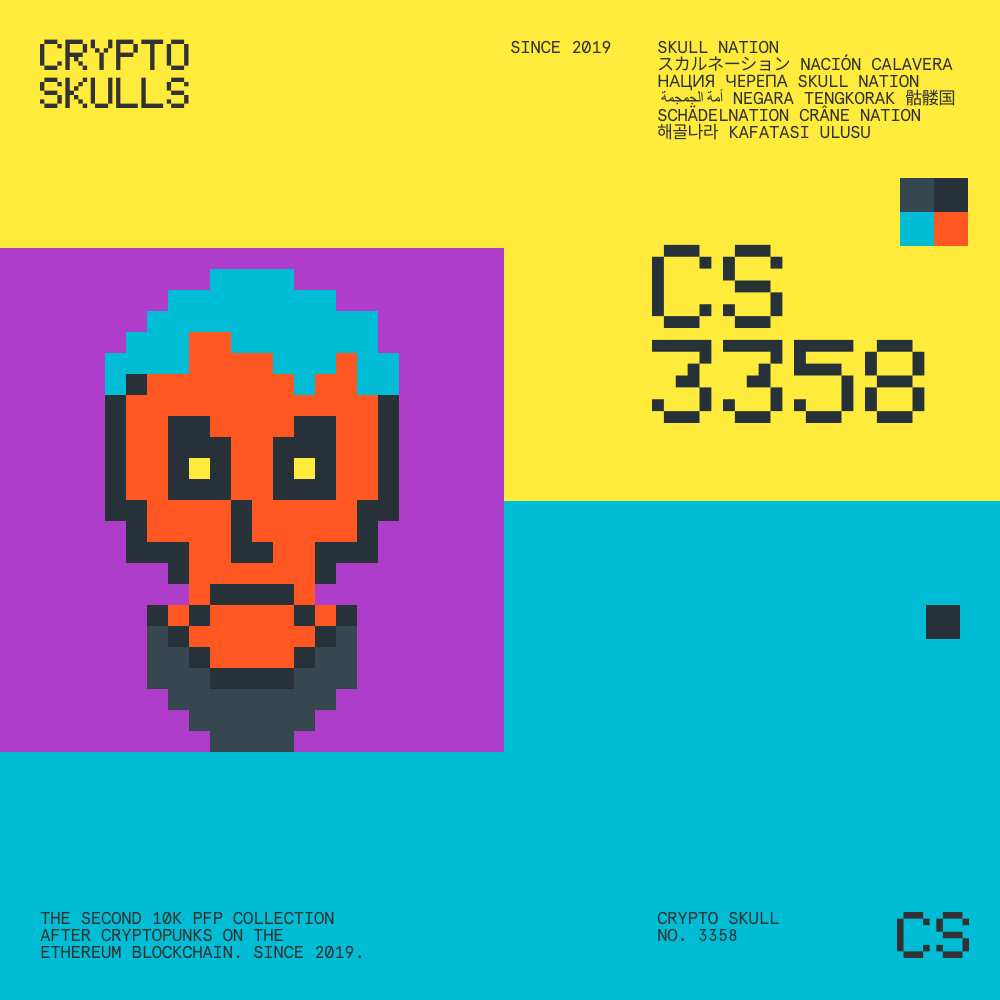 CRYPTO
SKULLS
SINCE 2019
SKULL NATION
スカルネーション NACIÓN CALAVERA
НАЦИЯ ЧЕРЕПА SKULL NATION
أمة الجمجمة NEGARA TENGKORAK 骷髅国
SCHÄDELNATION CRÂNE NATION
해골나라 KAFATASI ULUSU
CS
3358
THE SECOND 10K PFP COLLECTION
AFTER CRYPTOPUNKS ON THE
ETHEREUM BLOCKCHAIN. SINCE 2019.
CRYPTO SKULL
NO. 3358
CS